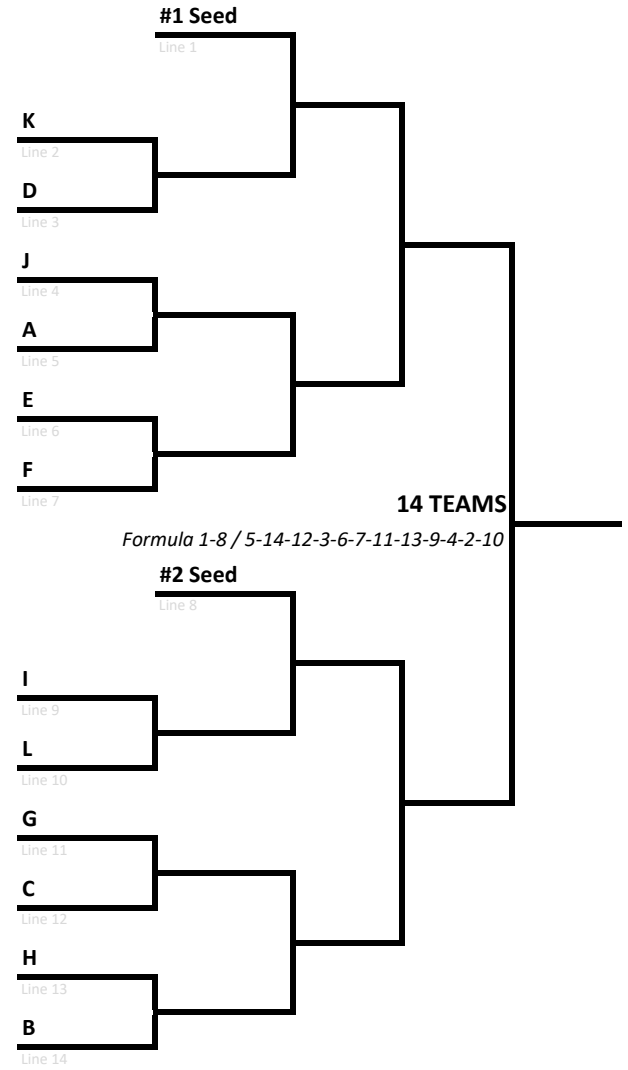 #1 Seed
Line 1
K
Line 2
D
Line 3
J
Line 4
A
Line 5
E
Line 6
F
Line 7
14 TEAMS
Formula 1-8 / 5-14-12-3-6-7-11-13-9-4-2-10
#2 Seed
Line 8
I
Line 9
L
Line 10
G
Line 11
C
Line 12
H
Line 13
B
Line 14